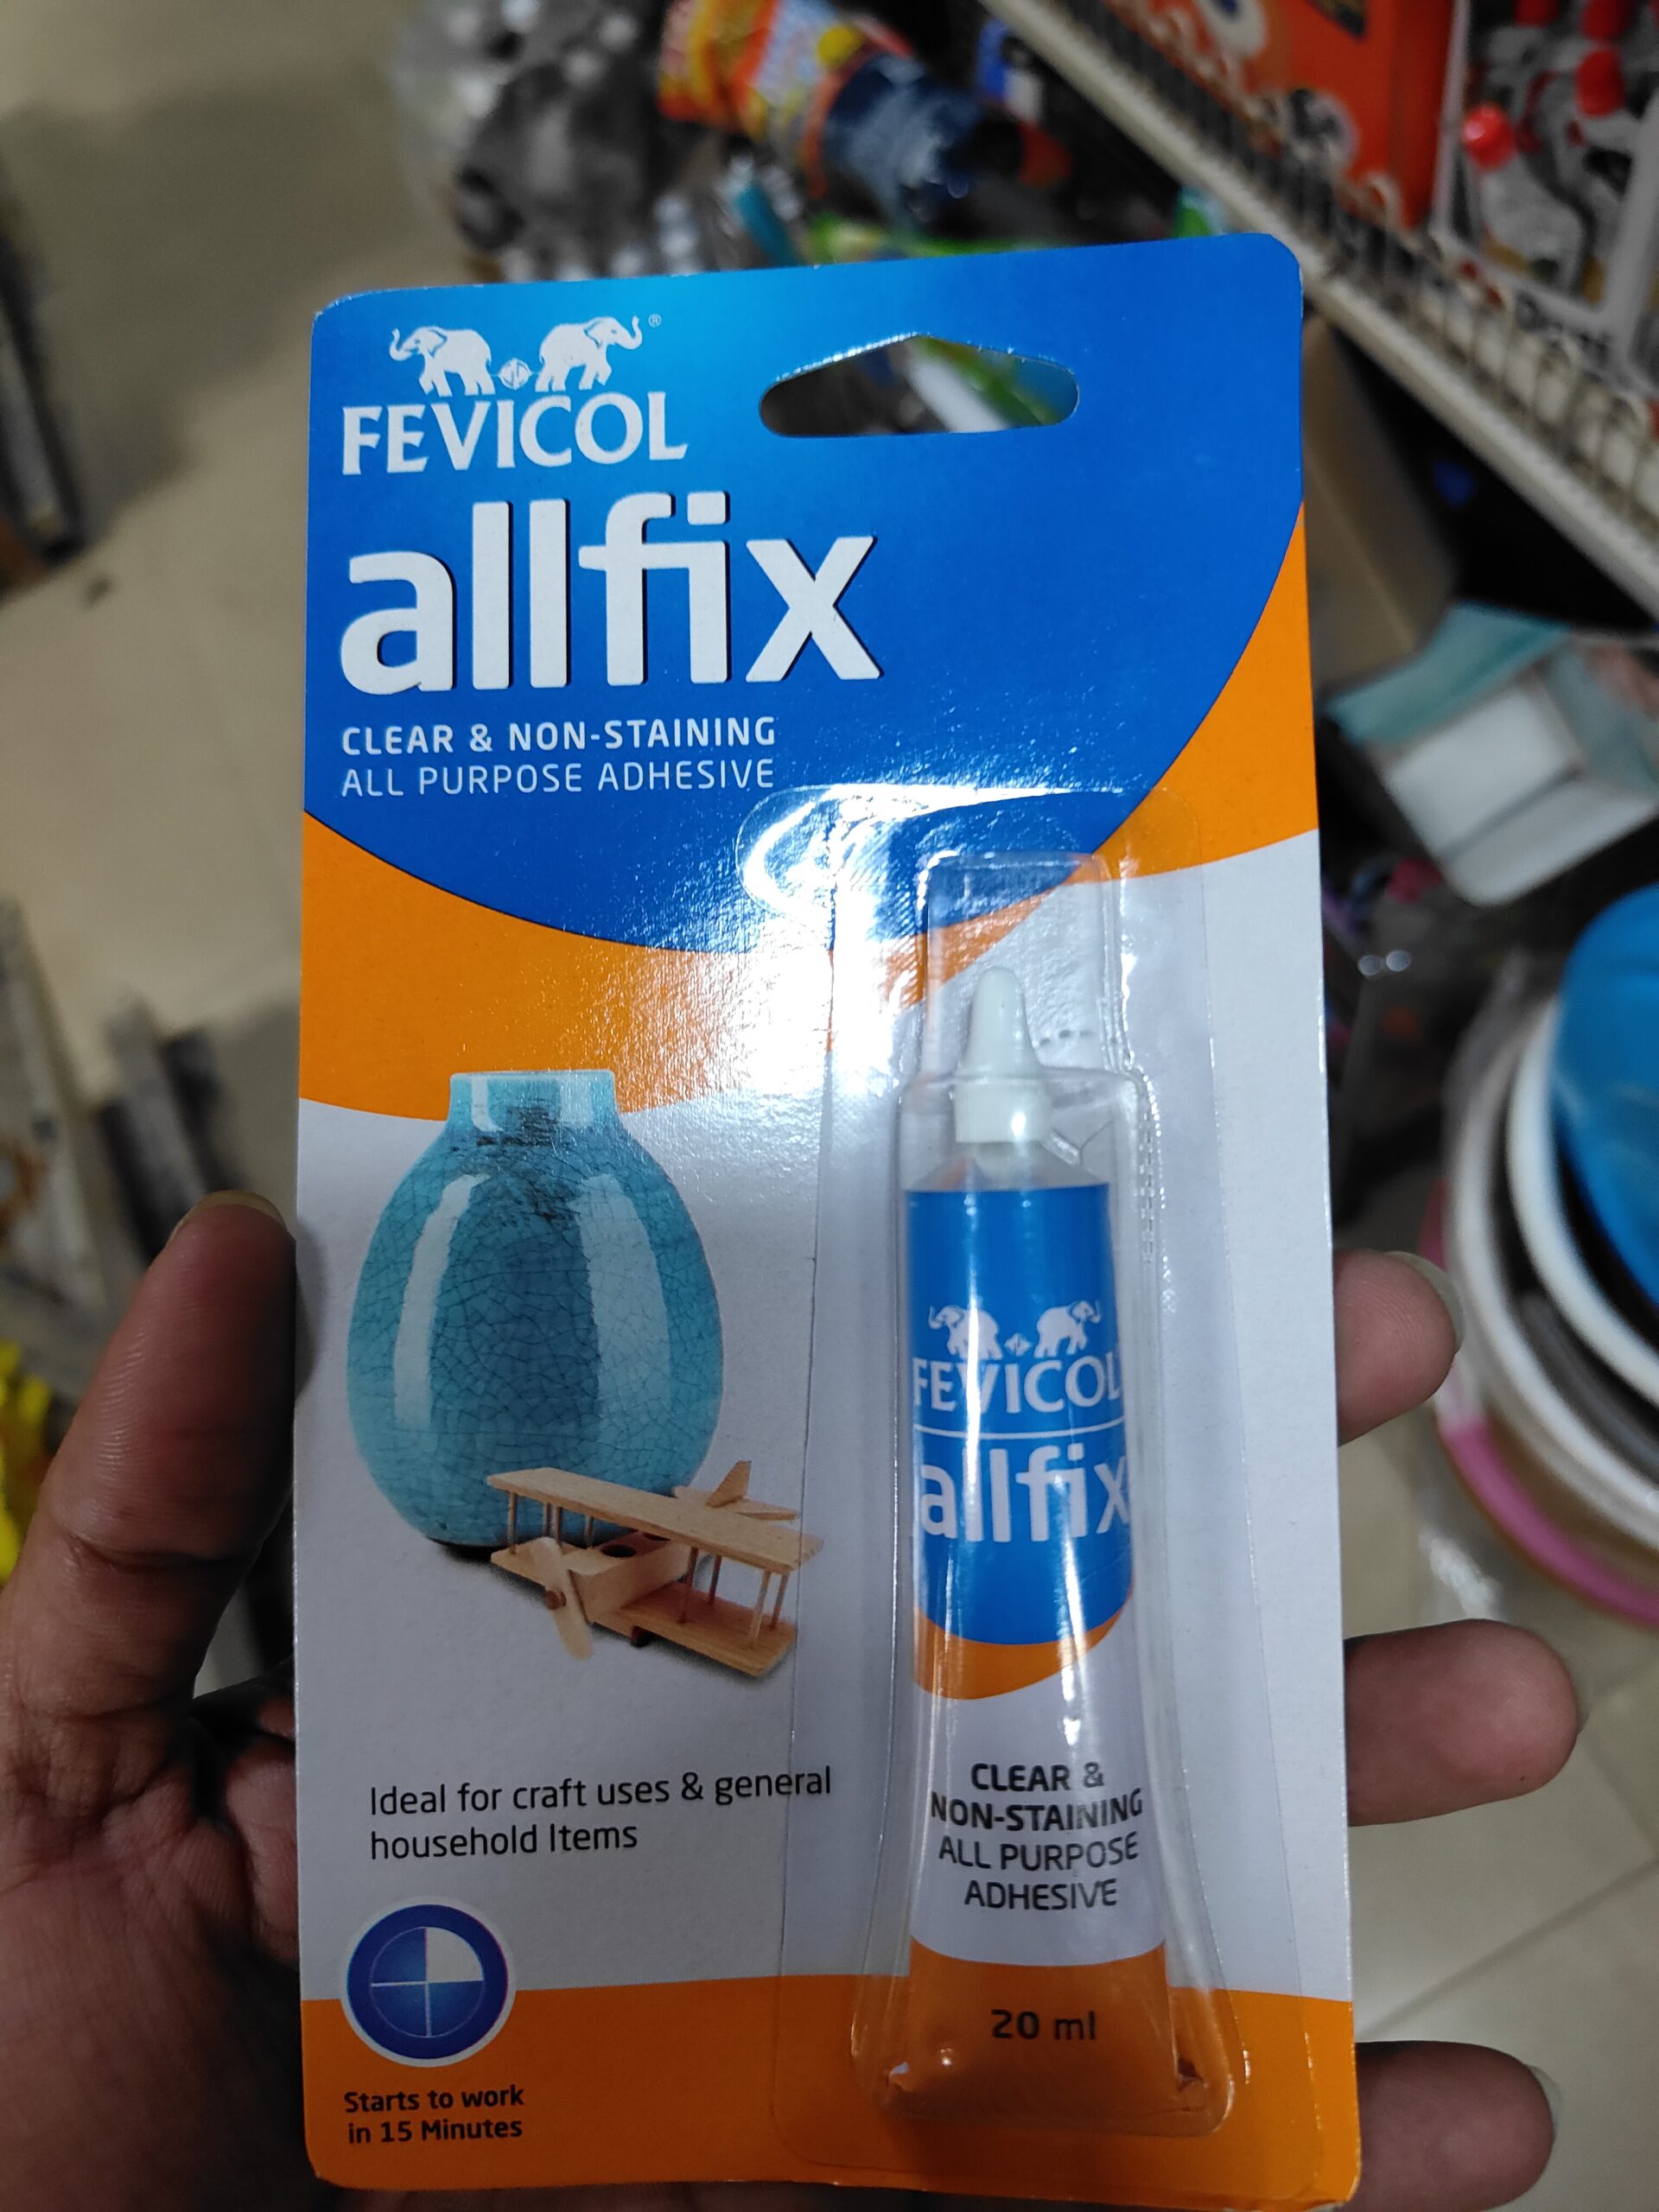 FEVICOL
®
allfix
CLEAR & NON-STAINING
ALL PURPOSE ADHESIVE
FEVICOL
allfix
CLEAR &
NON-STAINING
ALL PURPOSE
ADHESIVE
20 ml
Ideal for craft uses & general
household Items
Starts to work
in 15 Minutes